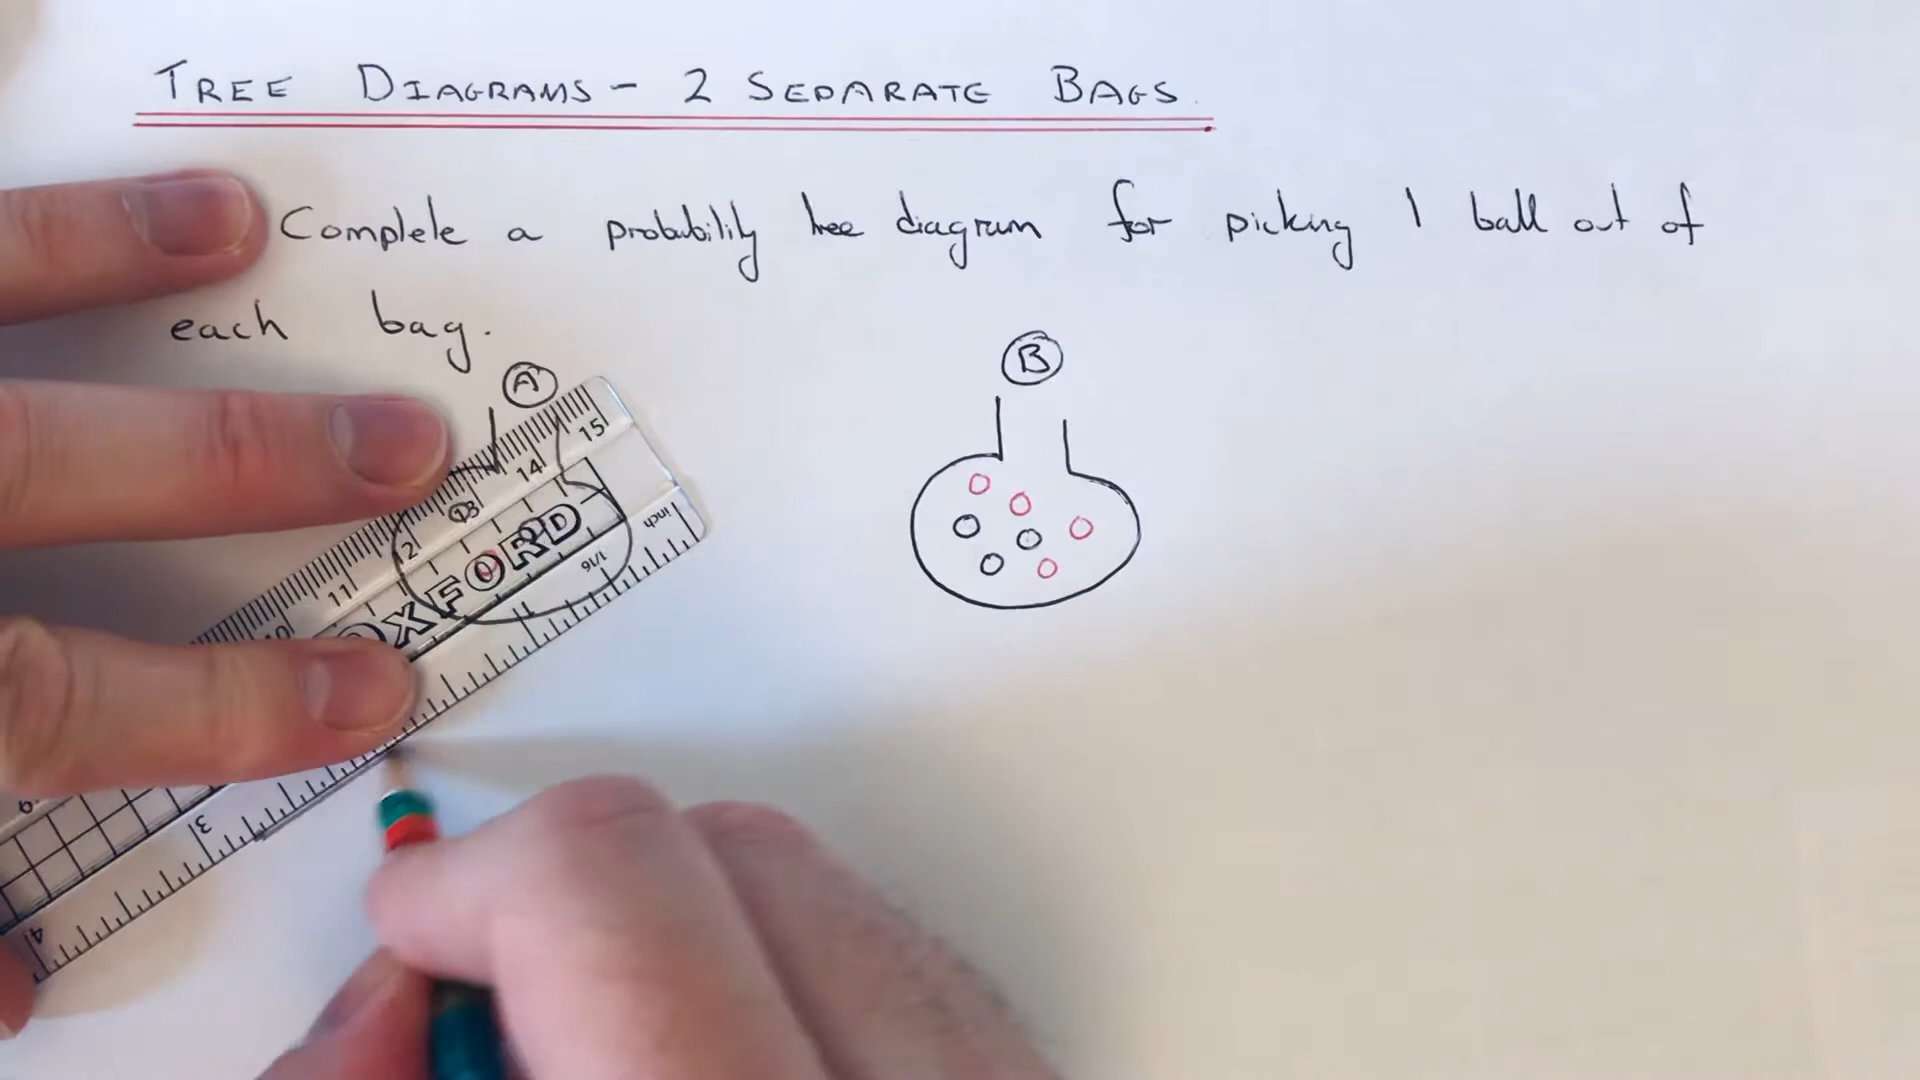 TREE DIAGRAMS - 2 SEPARATE BAGS.
Complete a probability tree diagram for picking 1 ball out of
each bag.
A
B
15
14
13
12
11
10
OXFORD
inch
1/16
3
4
9